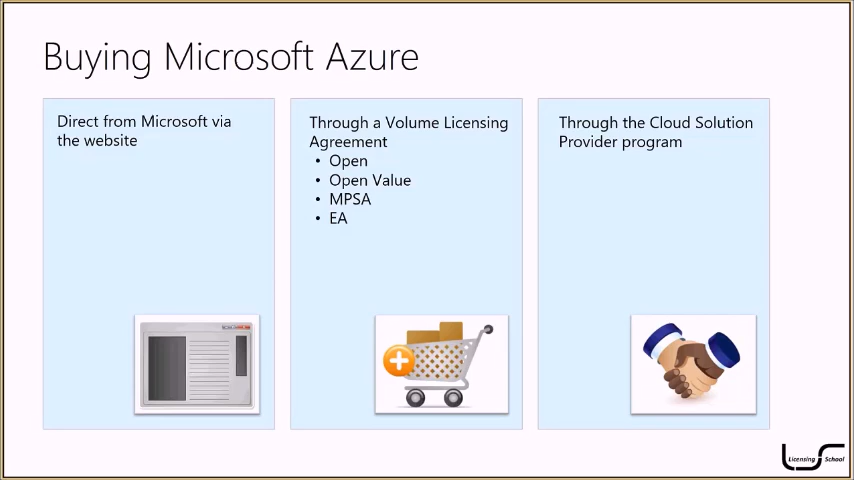 Buying Microsoft Azure
Direct from Microsoft via
the website
Through a Volume Licensing
Agreement
• Open
• Open Value
• MPSA
• EA
Through the Cloud Solution
Provider program
Licensing School